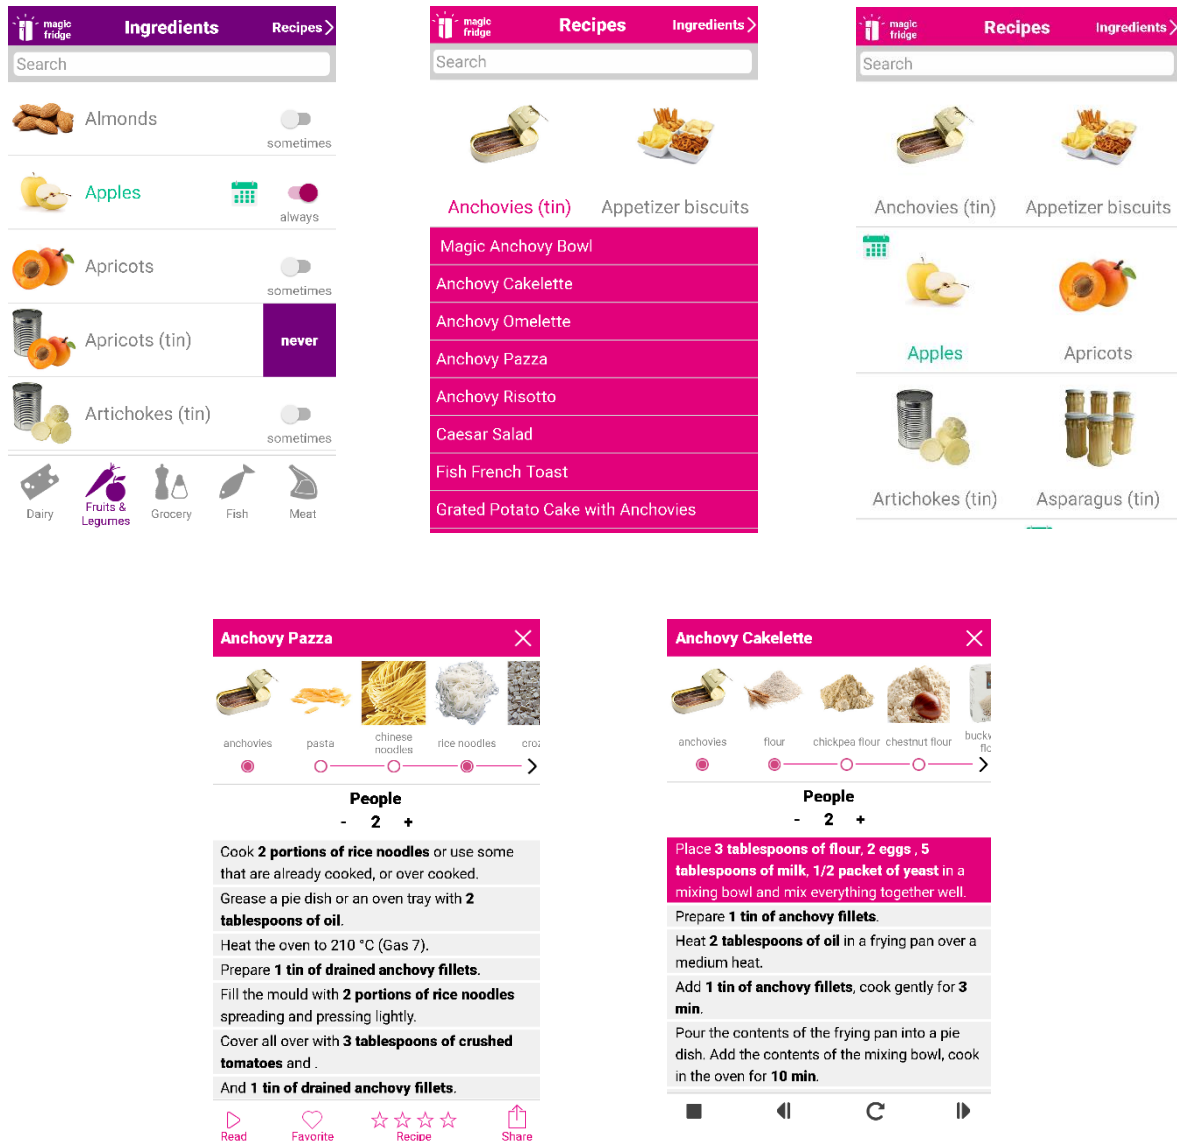 magic
fridge
Ingredients
Recipes
Search
Almonds
sometimes
Apples
always
Apricots
sometimes
Apricots (tin)
never
Artichokes (tin)
sometimes
Dairy
Fruits &
Legumes
Grocery
Fish
Meat
magic
fridge
Recipes
Ingredients
Search
Anchovies (tin)
Appetizer biscuits
Magic Anchovy Bowl
Anchovy Cakelette
Anchovy Omelette
Anchovy Pazza
Anchovy Risotto
Caesar Salad
Fish French Toast
Grated Potato Cake with Anchovies
magic
fridge
Recipes
Ingredients
Search
Anchovies (tin)
Appetizer biscuits
Apples
Apricots
Artichokes (tin)
Asparagus (tin)
Anchovy Pazza
anchovies
pasta
chinese
noodles
rice noodles
croz
People
- 2 +
Cook 2 portions of rice noodles or use some
that are already cooked, or over cooked.
Grease a pie dish or an oven tray with 2
tablespoons of oil.
Heat the oven to 210 °C (Gas 7).
Prepare 1 tin of drained anchovy fillets.
Fill the mould with 2 portions of rice noodles
spreading and pressing lightly.
Cover all over with 3 tablespoons of crushed
tomatoes and .
And 1 tin of drained anchovy fillets.
Read
Favorite
Recipe
Share
Anchovy Cakelette
anchovies
flour
chickpea flour
chestnut flour
buckw
flo
People
- 2 +
Place 3 tablespoons of flour, 2 eggs , 5
tablespoons of milk, 1/2 packet of yeast in a
mixing bowl and mix everything together well.
Prepare 1 tin of anchovy fillets.
Heat 2 tablespoons of oil in a frying pan over a
medium heat.
Add 1 tin of anchovy fillets, cook gently for 3
min.
Pour the contents of the frying pan into a pie
dish. Add the contents of the mixing bowl, cook
in the oven for 10 min.